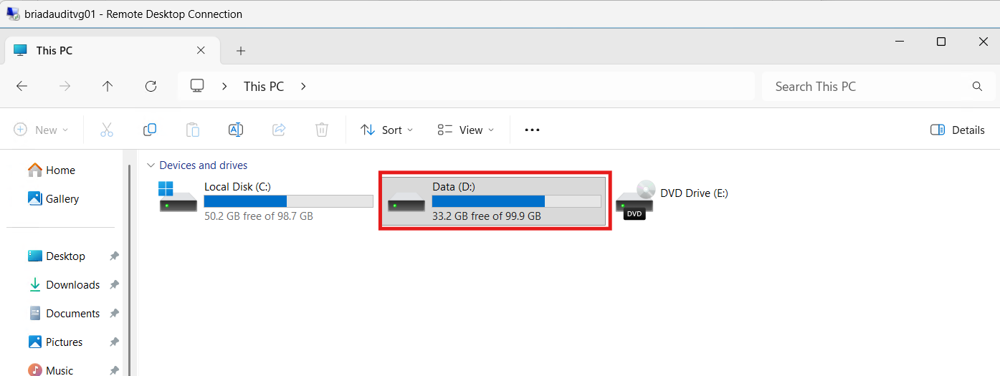 briadauditvg01 - Remote Desktop Connection
This PC
This PC
Search This PC
New
Sort
View
Details
Home
Gallery
Desktop
Downloads
Documents
Pictures
Music
Devices and drives
Local Disk (C:)
50.2 GB free of 98.7 GB
Data (D:)
33.2 GB free of 99.9 GB
DVD Drive (E:)
DVD